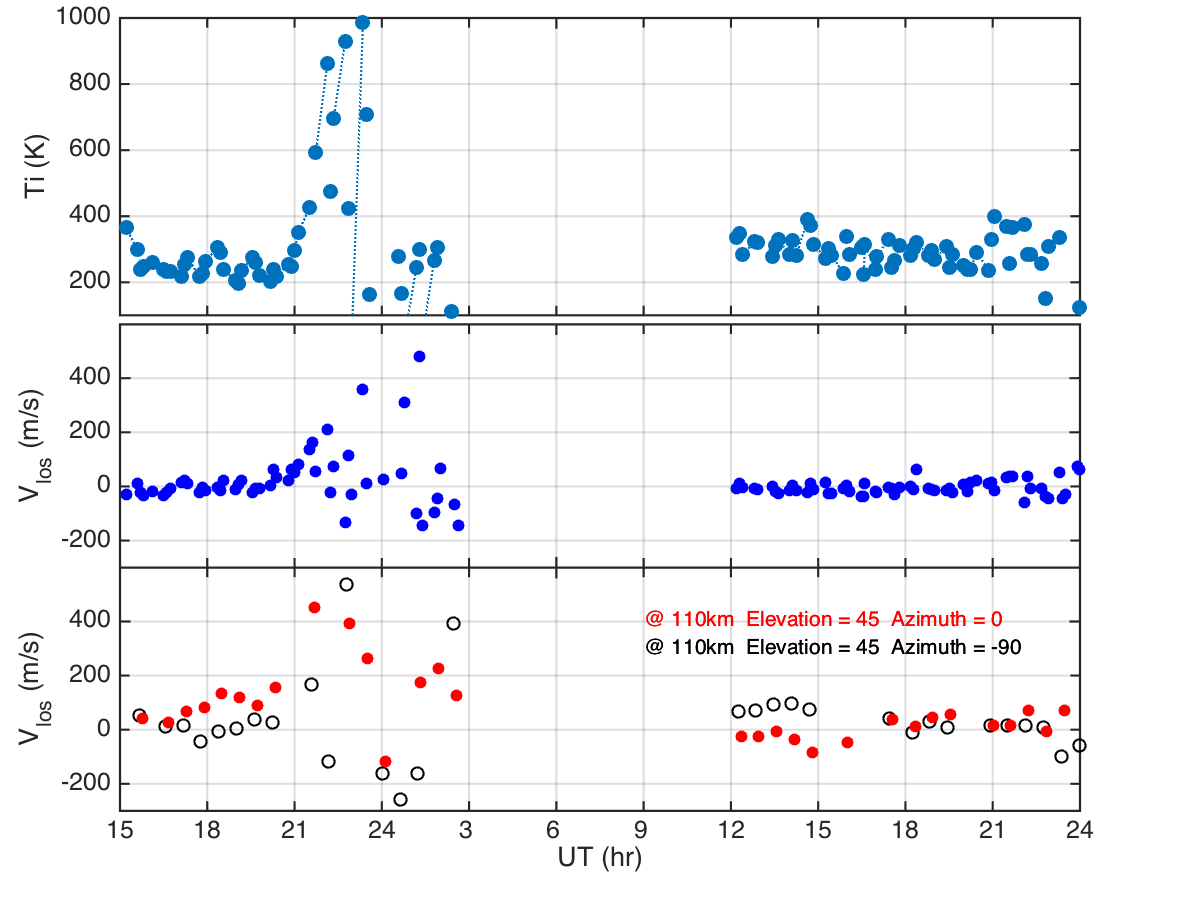 1000
800
600
400
200
Ti (K)
400
200
0
-200
V_los (m/s)
@ 110km Elevation = 45 Azimuth = 0
@ 110km Elevation = 45 Azimuth = -90
400
200
0
-200
V_los (m/s)
15 18 21 24 3 6 9 12 15 18 21 24
UT (hr)